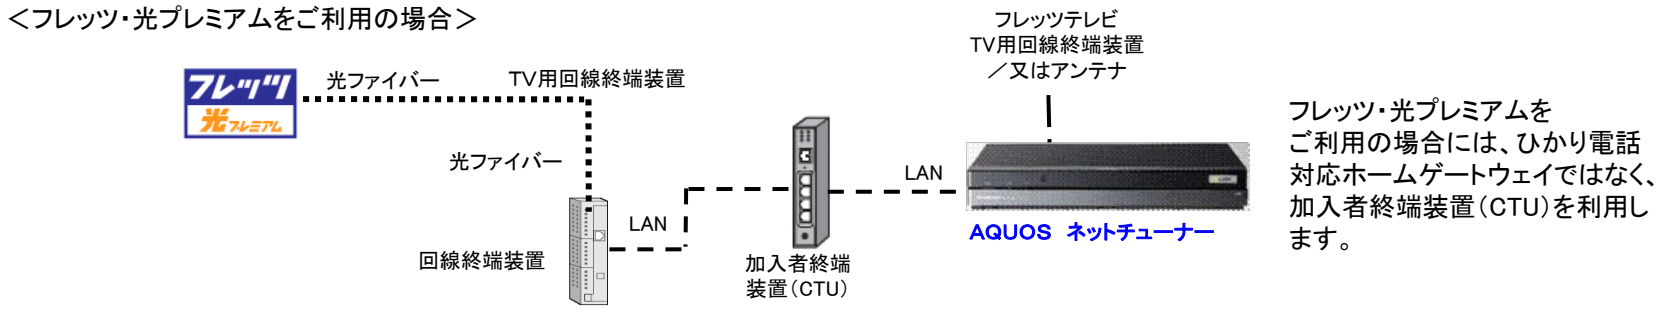 ＜フレッツ・光プレミアムをご利用の場合＞
フレッツ
光プレミアム
光ファイバー
TV用回線終端装置
光ファイバー
回線終端装置
LAN
加入者終端
装置（CTU）
LAN
フレッツテレビ
TV用回線終端装置
／又はアンテナ
AQUOS ネットチューナー
フレッツ・光プレミアムを
ご利用の場合には、ひかり電話
対応ホームゲートウェイではなく、
加入者終端装置（CTU）を利用し
ます。